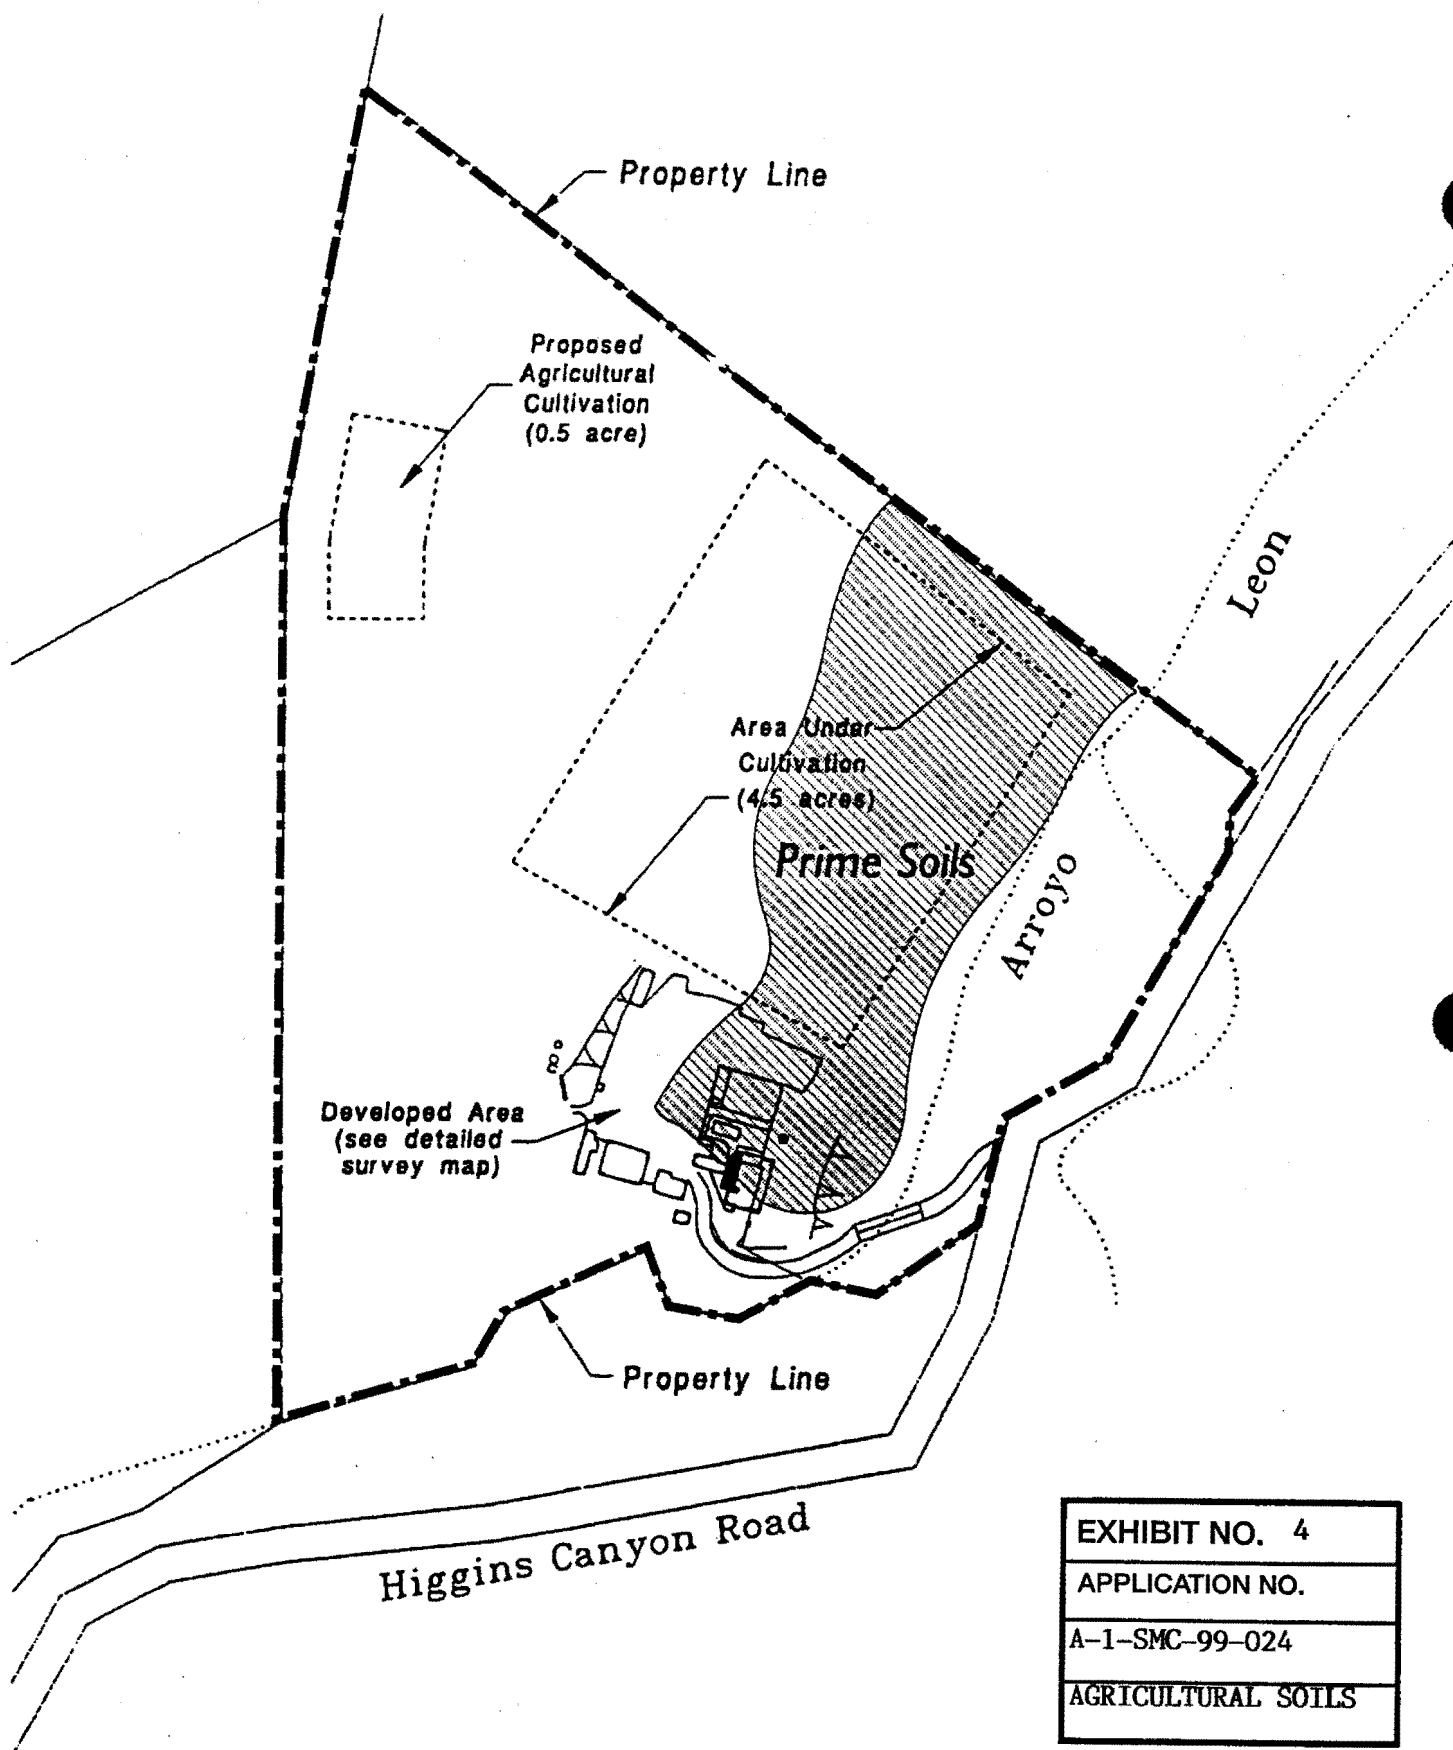 Property Line
Proposed
Agricultural
Cultivation
(0.5 acre)
Leon
Area Under
Cultivation
(4.5 acres)
Prime Soils
Arroyo
Developed Area
(see detailed
survey map)
Property Line
Higgins Canyon Road
EXHIBIT NO. 4
APPLICATION NO.
A-1-SMC-99-024
AGRICULTURAL SOILS